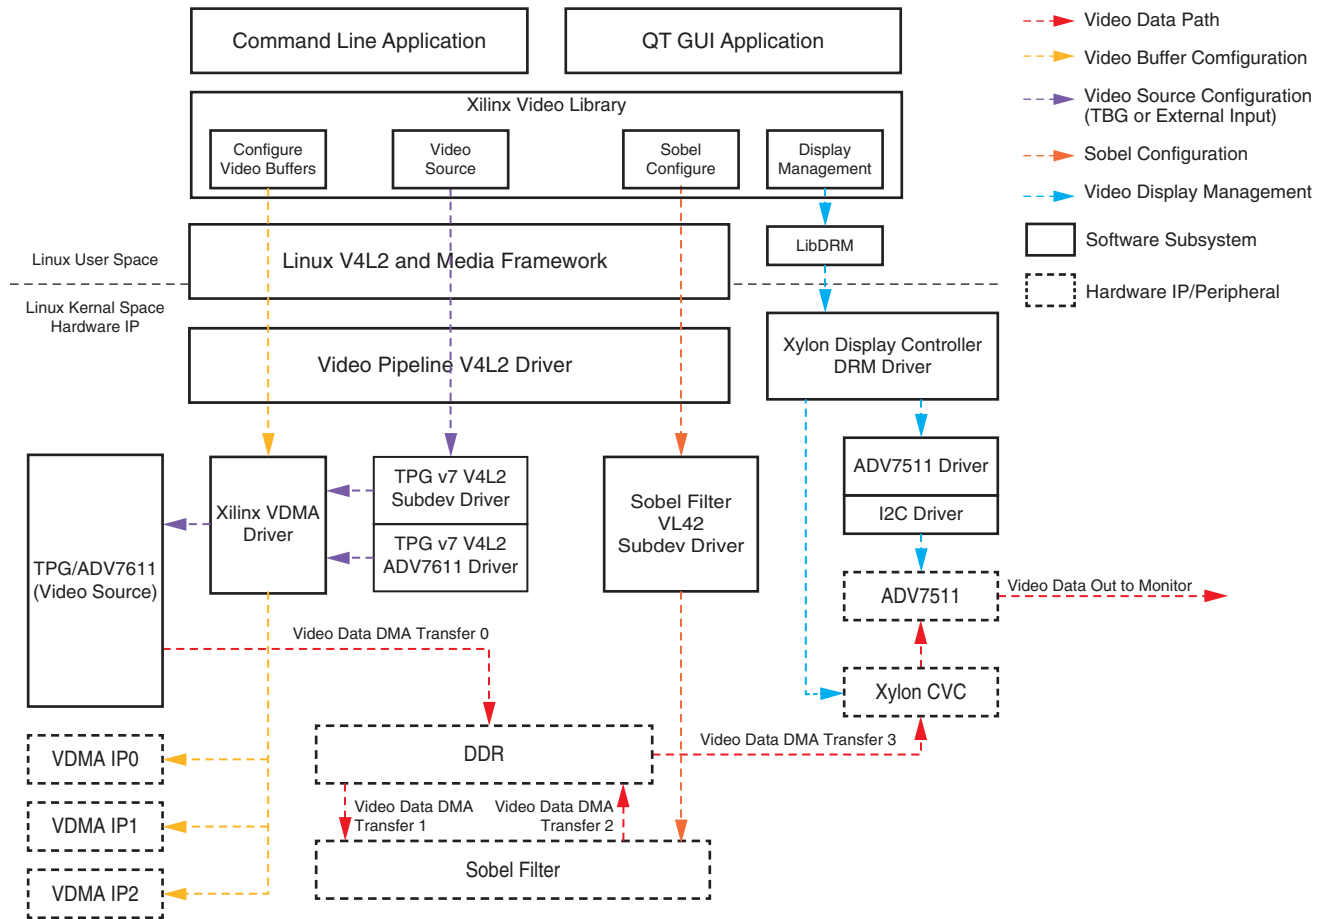 Command Line Application
QT GUI Application
Xilinx Video Library
Configure
Video Buffers
Video
Source
Sobel
Configure
Display
Management
Linux V4L2 and Media Framework
LibDRM
Linux User Space
Linux Kernal Space
Hardware IP
Video Pipeline V4L2 Driver
Xylon Display Controller
DRM Driver
TPG/ADV7611
(Video Source)
Xilinx VDMA
Driver
TPG v7 V4L2
Subdev Driver
TPG v7 V4L2
ADV7611 Driver
Sobel Filter
VL42
Subdev Driver
ADV7511 Driver
I2C Driver
ADV7511
Video Data Out to Monitor
Xylon CVC
Video Data DMA Transfer 0
DDR
Video Data DMA Transfer 3
Video Data DMA
Transfer 1
Video Data DMA
Transfer 2
Sobel Filter
VDMA IP0
VDMA IP1
VDMA IP2
Video Data Path
Video Buffer Comfiguration
Video Source Configuration
(TBG or External Input)
Sobel Configuration
Video Display Management
Software Subsystem
Hardware IP/Peripheral